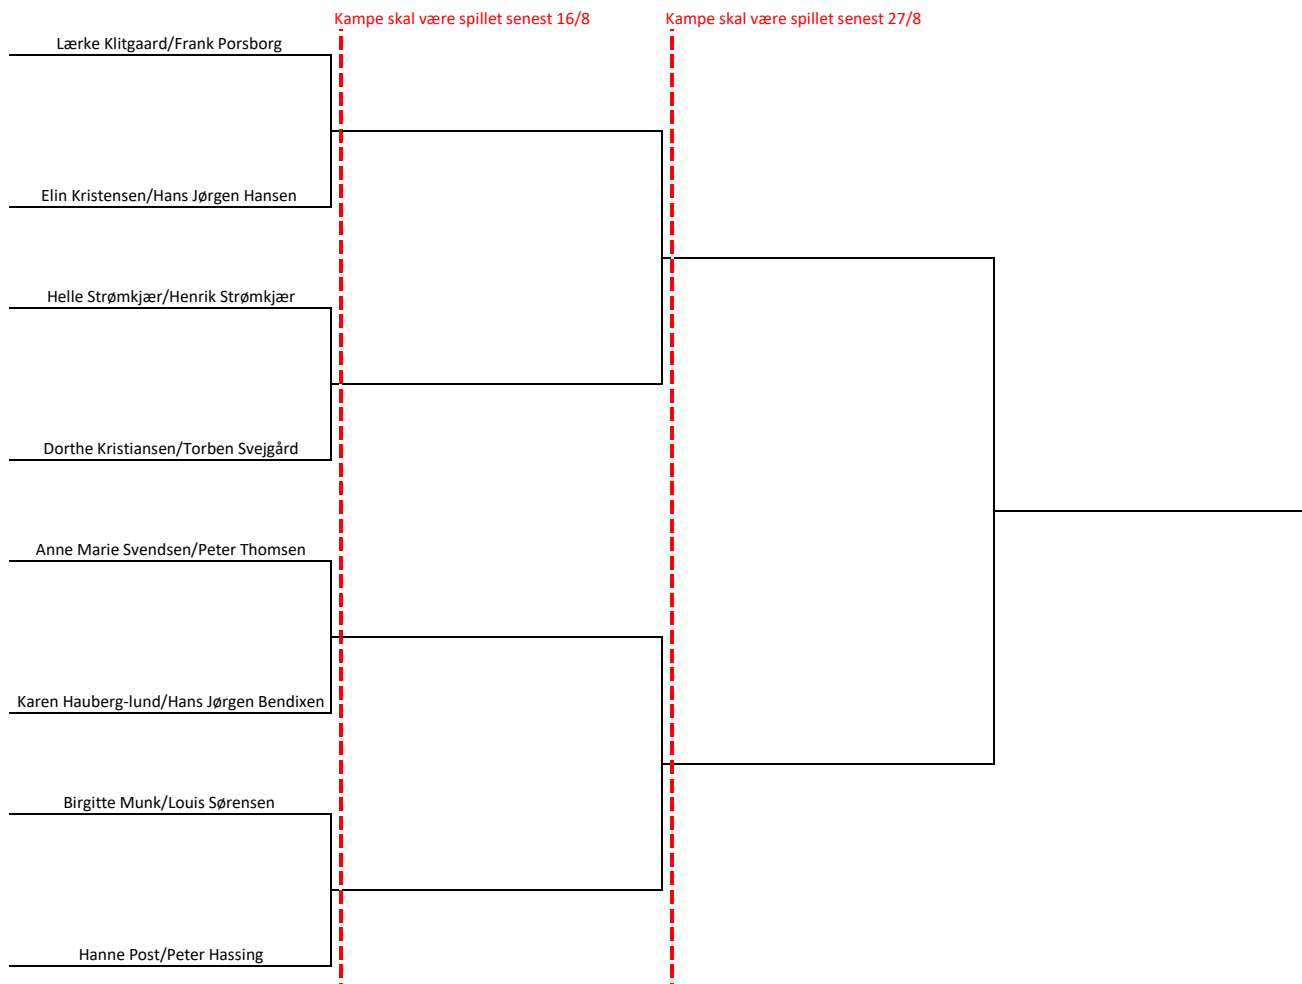 Kampe skal være spillet senest 16/8
Kampe skal være spillet senest 27/8
Lærke Klitgaard/Frank Porsborg
Elin Kristensen/Hans Jørgen Hansen
Helle Strømkjær/Henrik Strømkjær
Dorthe Kristiansen/Torben Svejgård
Anne Marie Svendsen/Peter Thomsen
Karen Hauberg-lund/Hans Jørgen Bendixen
Birgitte Munk/Louis Sørensen
Hanne Post/Peter Hassing